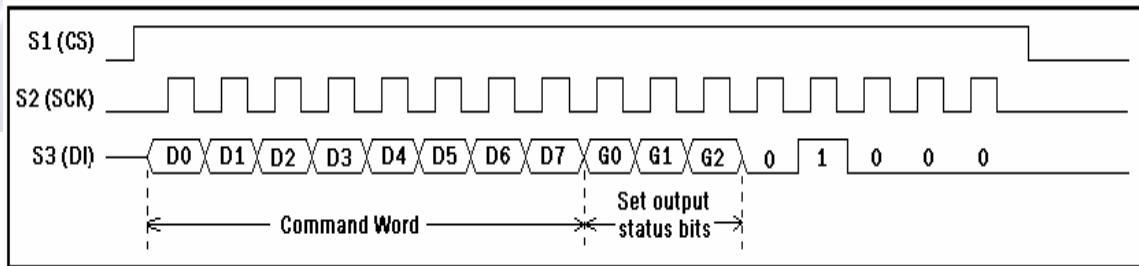 S1 (CS)
S2 (SCK)
S3 (DI) D0 D1 D2 D3 D4 D5 D6 D7 G0 G1 G2 0 1 0 0 0
Command Word
Set output
status bits